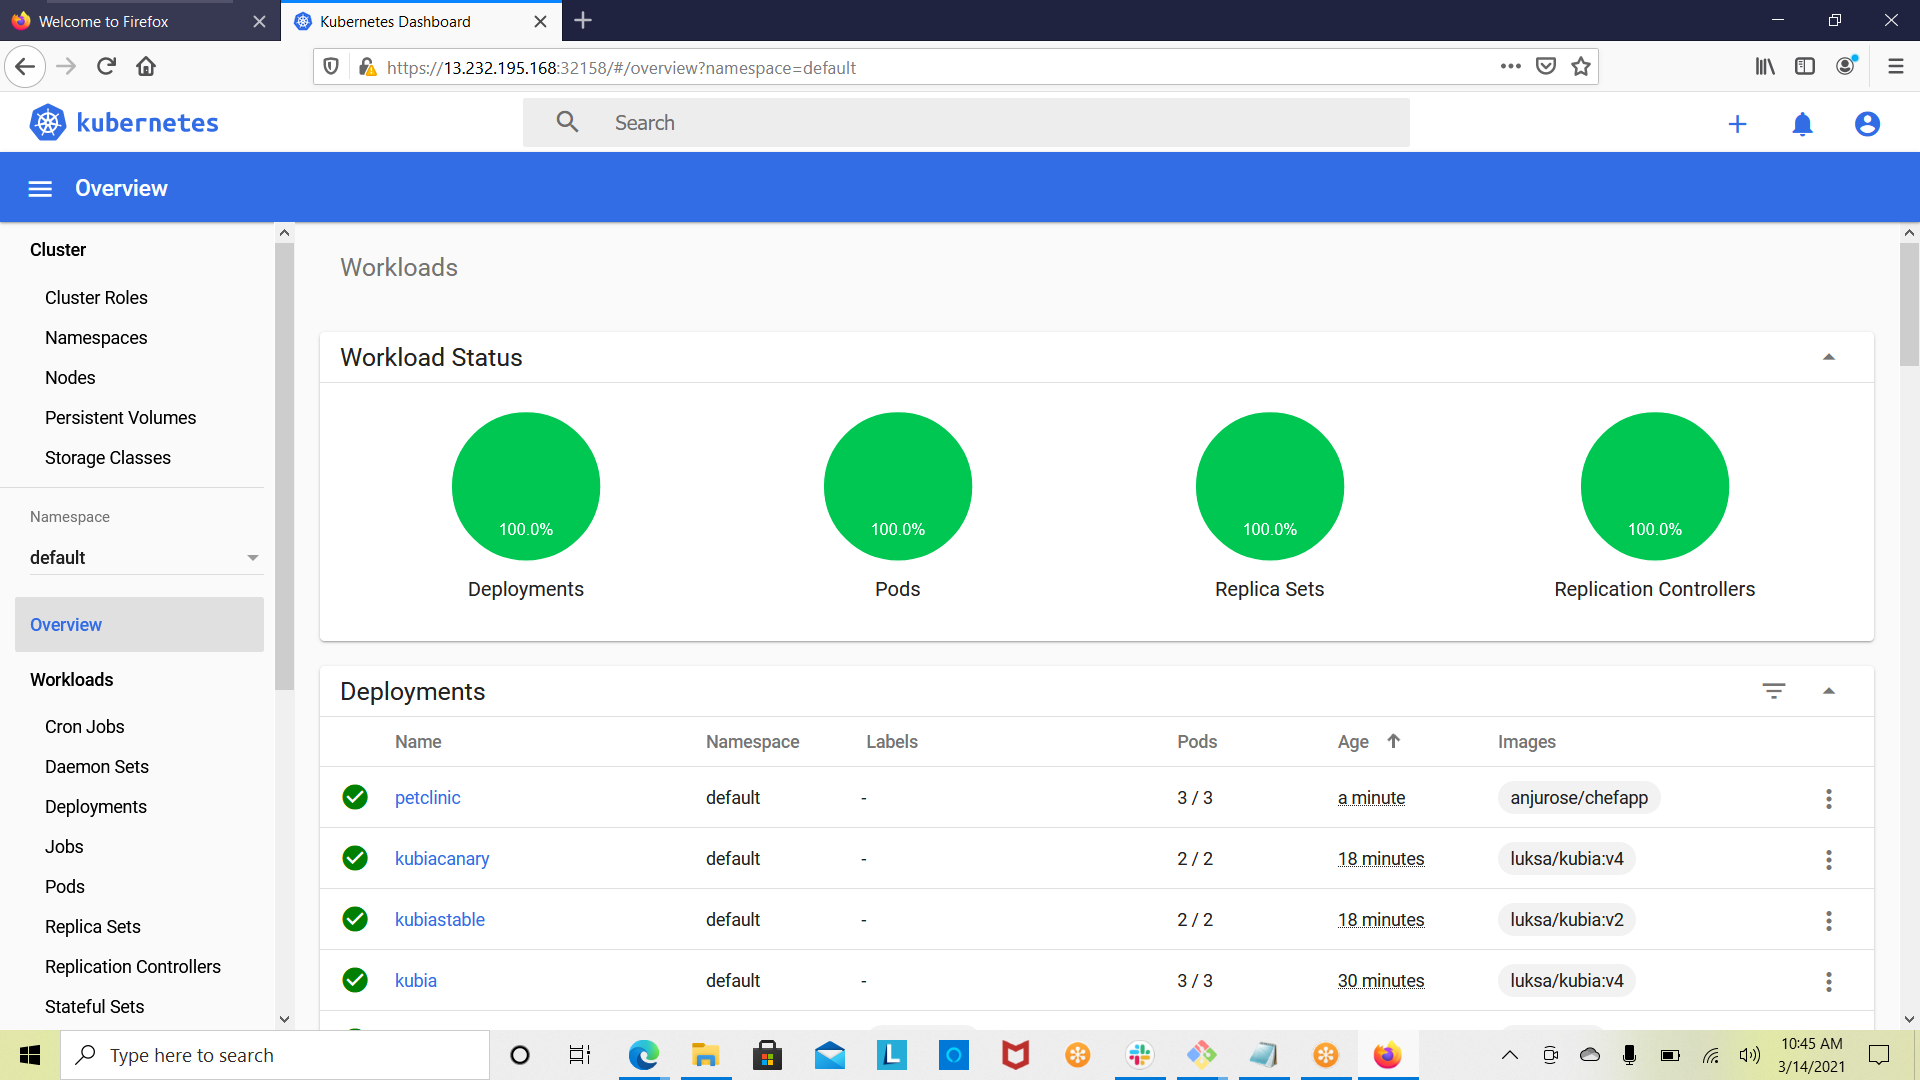 Welcome to Firefox
Kubernetes Dashboard
https://13.232.195.168:32158/#/overview?namespace=default
kubernetes
Search
Overview
Cluster
Cluster Roles
Namespaces
Nodes
Persistent Volumes
Storage Classes
Namespace
default
Overview
Workloads
Cron Jobs
Daemon Sets
Deployments
Jobs
Pods
Replica Sets
Replication Controllers
Stateful Sets
Workloads
Workload Status
100.0% 100.0% 100.0% 100.0%
Deployments Pods Replica Sets Replication Controllers
Deployments
Name Namespace Labels Pods Age Images
petclinic default - 3 / 3 a minute anjurose/chefapp
kubiacanary default - 2 / 2 18 minutes luksa/kubia:v4
kubiastable default - 2 / 2 18 minutes luksa/kubia:v2
kubia default - 3 / 3 30 minutes luksa/kubia:v4
Type here to search
L
10:45 AM
3/14/2021